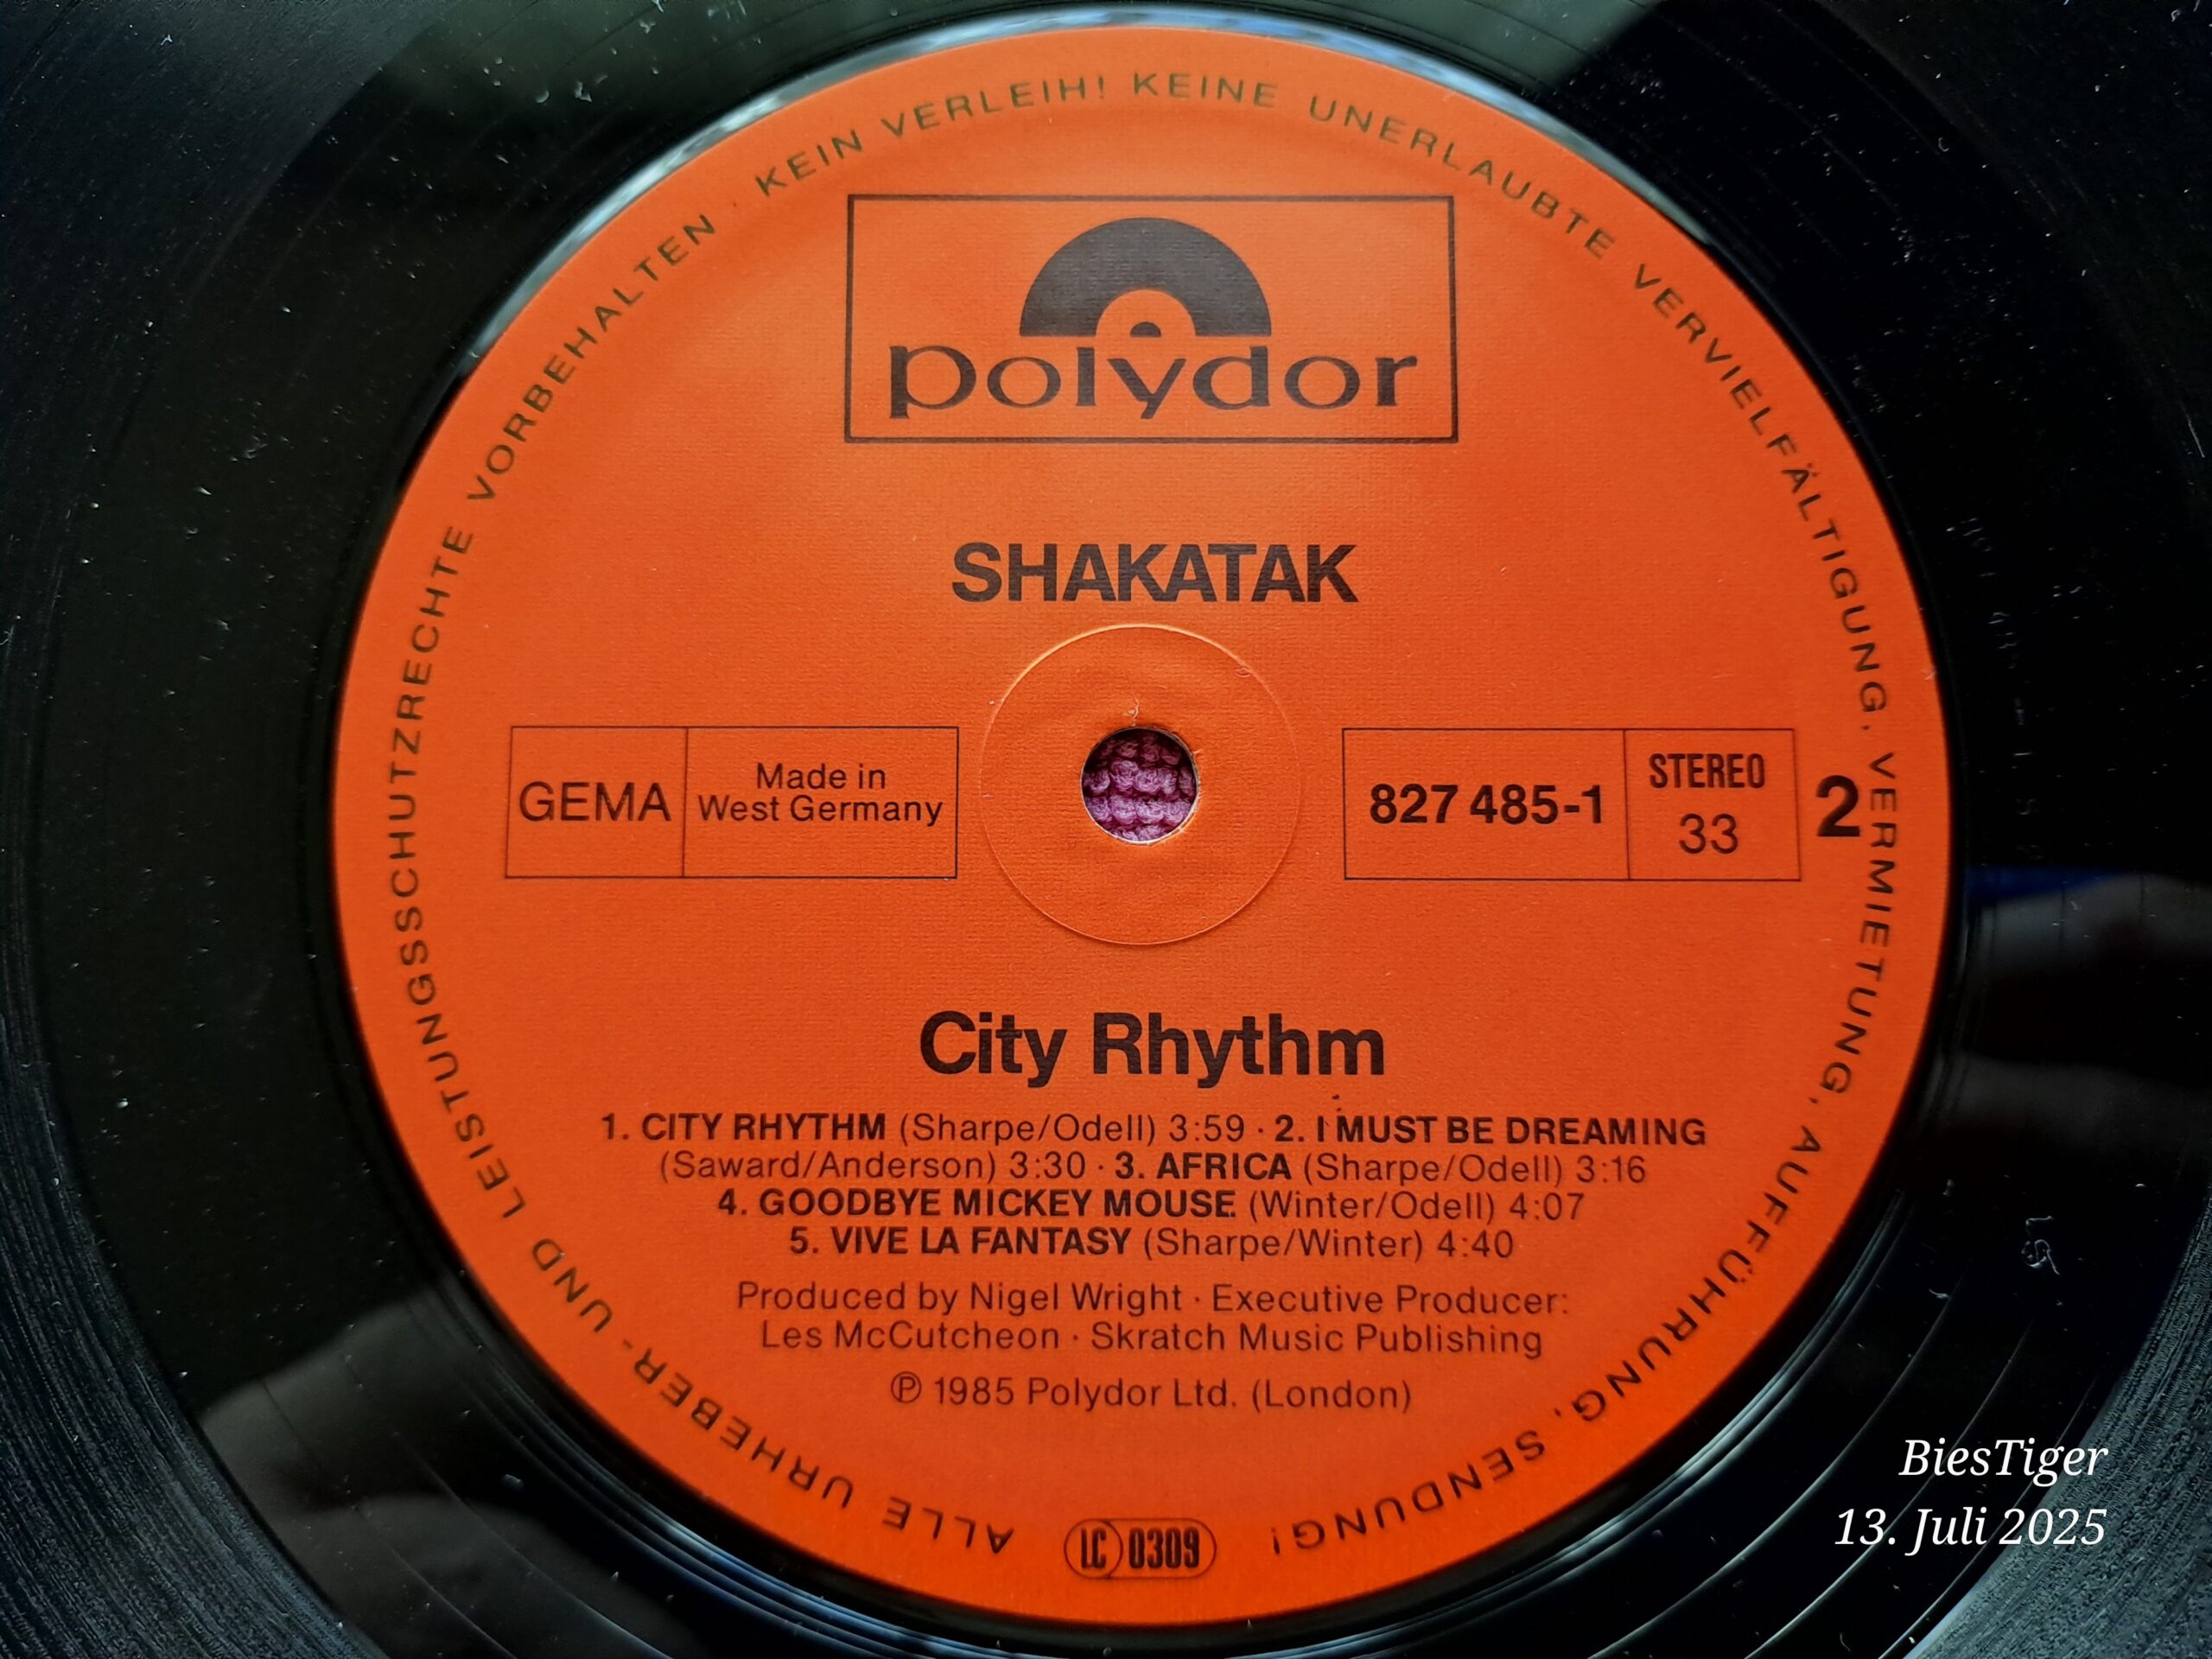 ALLE URHEBER- UND LEISTUNGSSCHUTZRECHTE VORBEHALTEN · KEIN VERLEIH! KEINE UNERLAUBTE VERVIELFÄLTIGUNG, VERMIETUNG, AUFFÜHRUNG, SENDUNG!
polydor
SHAKATAK
GEMA
Made in
West Germany
827 485-1
STEREO
33
2
City Rhythm
1. CITY RHYTHM (Sharpe/Odell) 3:59 · 2. I MUST BE DREAMING
(Saward/Anderson) 3:30 · 3. AFRICA (Sharpe/Odell) 3:16
4. GOODBYE MICKEY MOUSE (Winter/Odell) 4:07
5. VIVE LA FANTASY (Sharpe/Winter) 4:40
Produced by Nigel Wright · Executive Producer:
Les McCutcheon · Skratch Music Publishing
℗ 1985 Polydor Ltd. (London)
LC 0309
BiesTiger
13. Juli 2025